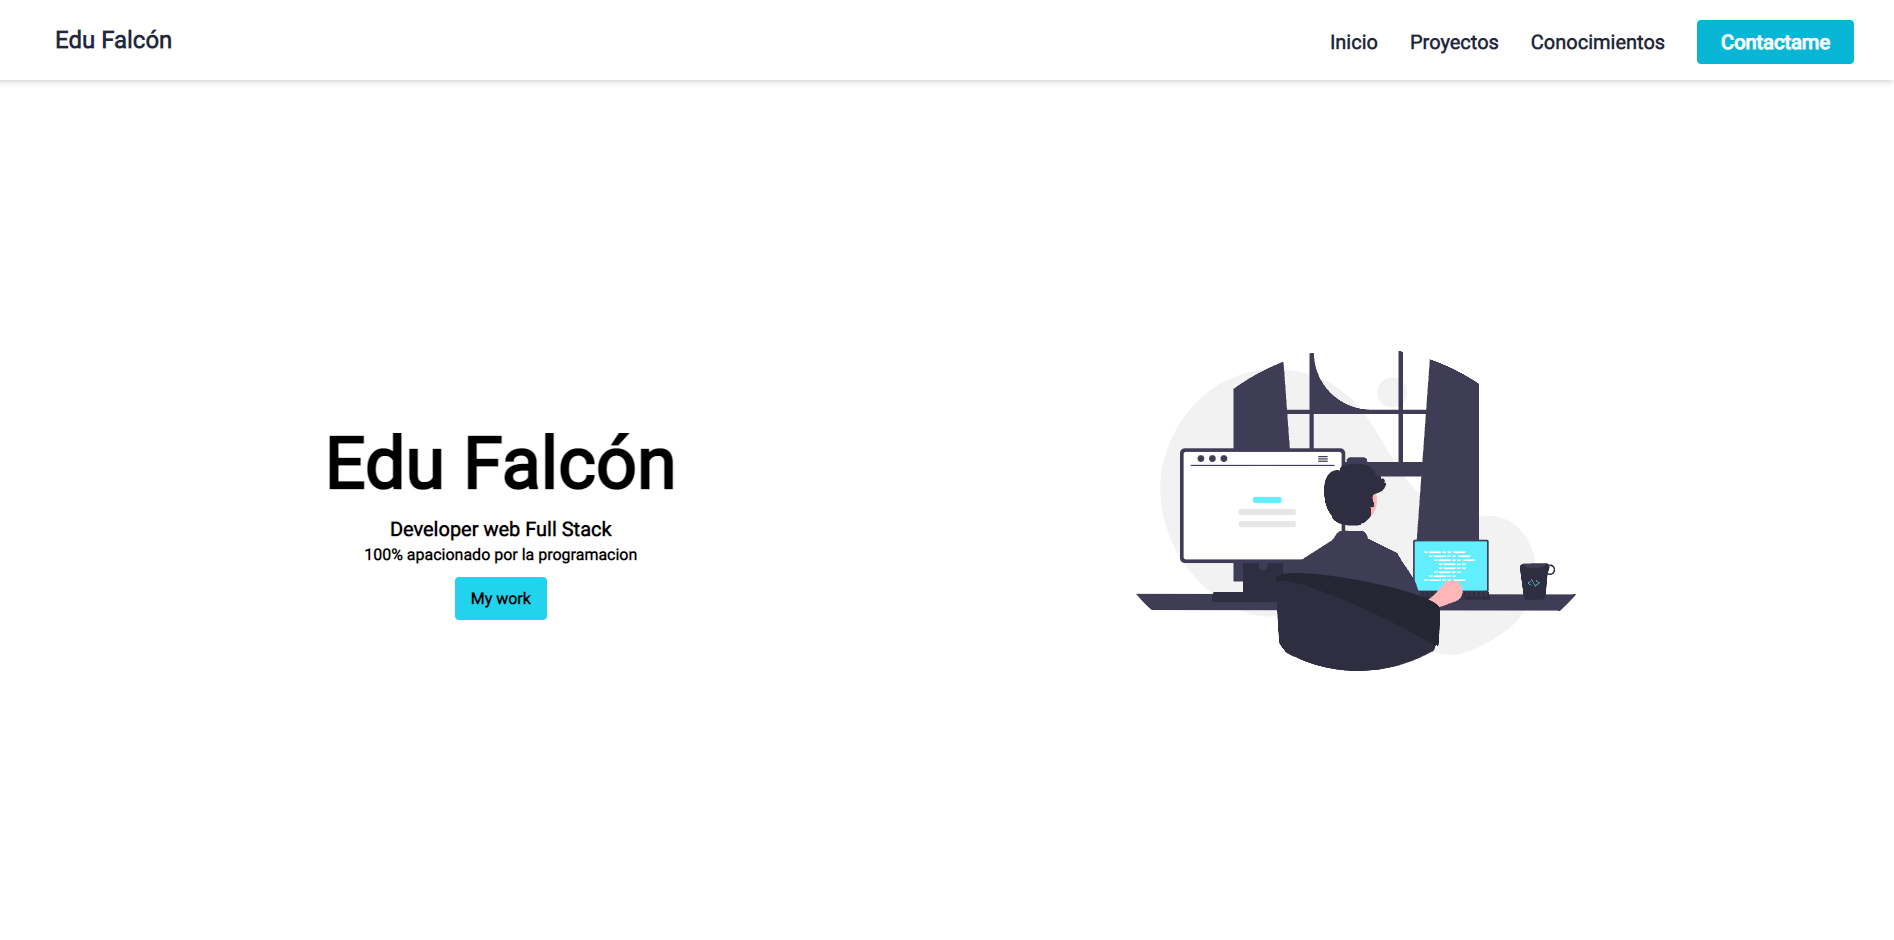 Edu Falcón
Inicio Proyectos Conocimientos Contactame
Edu Falcón
Developer web Full Stack
100% apacionado por la programacion
My work